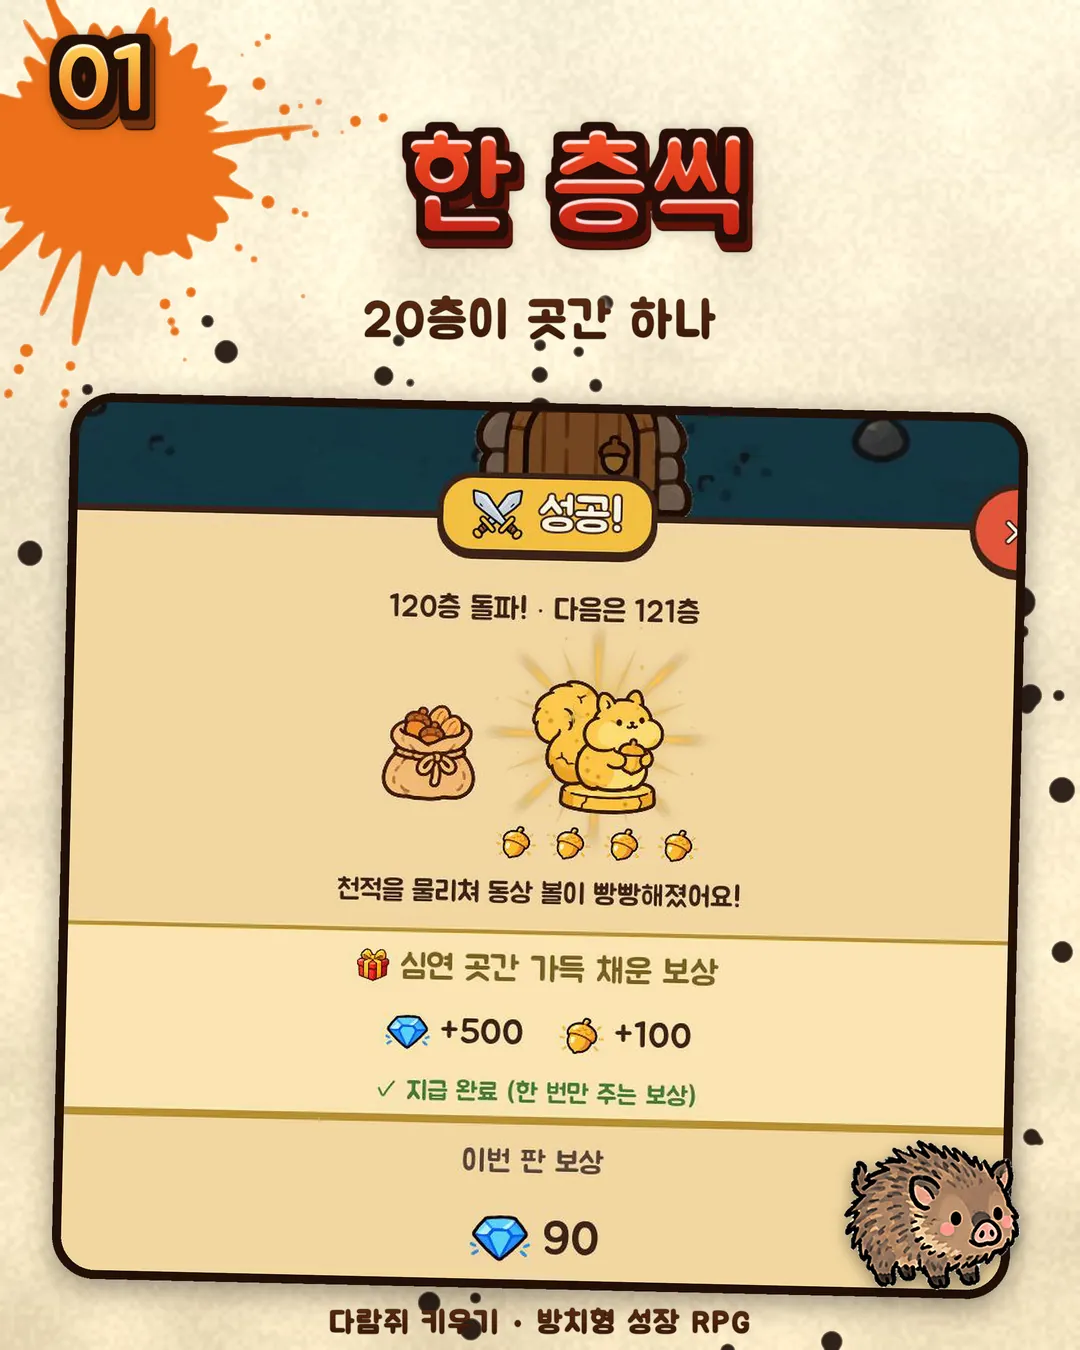 01
한 층씩
20층이 곳간 하나
성공!
120층 돌파! · 다음은 121층
천적을 물리쳐 동상 볼이 빵빵해졌어요!
심연 곳간 가득 채운 보상
+500 +100
✓ 지급 완료 (한 번만 주는 보상)
이번 판 보상
90
다람쥐 키우기 · 방치형 성장 RPG